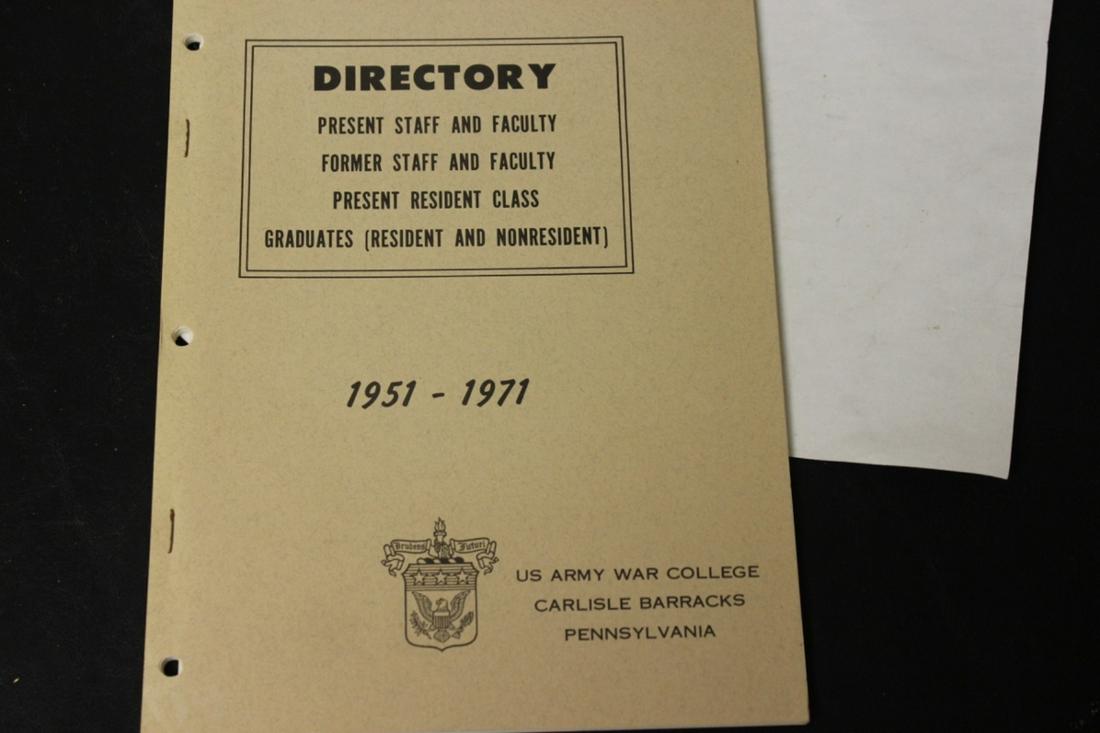 DIRECTORY
PRESENT STAFF AND FACULTY
FORMER STAFF AND FACULTY
PRESENT RESIDENT CLASS
GRADUATES (RESIDENT AND NONRESIDENT)
1951 - 1971
Prudens Futuri
US ARMY WAR COLLEGE
CARLISLE BARRACKS
PENNSYLVANIA